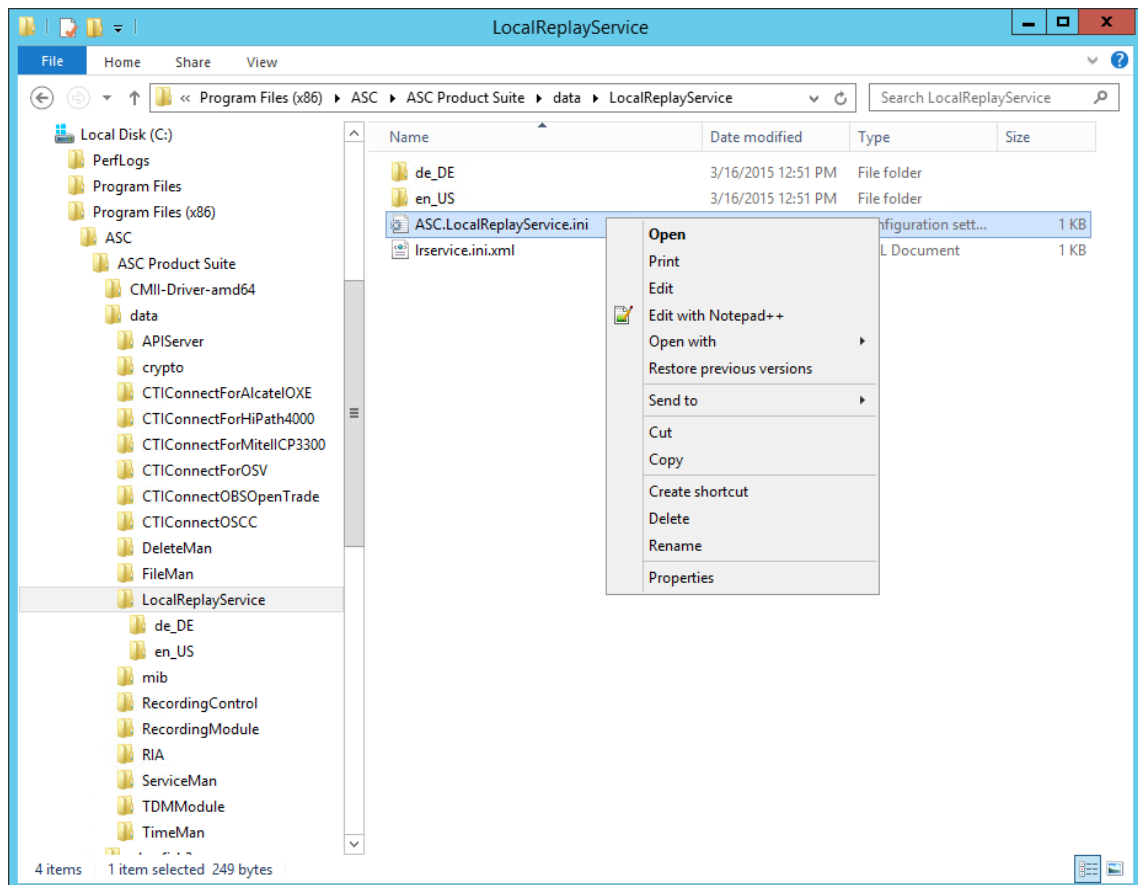 LocalReplayService
File Home Share View
« Program Files (x86) ASC ASC Product Suite data LocalReplayService Search LocalReplayService
Local Disk (C:)
PerfLogs
Program Files
Program Files (x86)
ASC
ASC Product Suite
CMII-Driver-amd64
data
APIServer
crypto
CTIConnectForAlcatelOXE
CTIConnectForHiPath4000
CTIConnectForMitelICP3300
CTIConnectForOSV
CTIConnectOBSOpenTrade
CTIConnectOSCC
DeleteMan
FileMan
LocalReplayService
de_DE
en_US
mib
RecordingControl
RecordingModule
RIA
ServiceMan
TDMModule
TimeMan
Name Date modified Type Size
de_DE 3/16/2015 12:51 PM File folder
en_US 3/16/2015 12:51 PM File folder
ASC.LocalReplayService.ini nfiguration sett... 1 KB
lrservice.ini.xml L Document 1 KB
Open
Print
Edit
Edit with Notepad++
Open with
Restore previous versions
Send to
Cut
Copy
Create shortcut
Delete
Rename
Properties
4 items 1 item selected 249 bytes